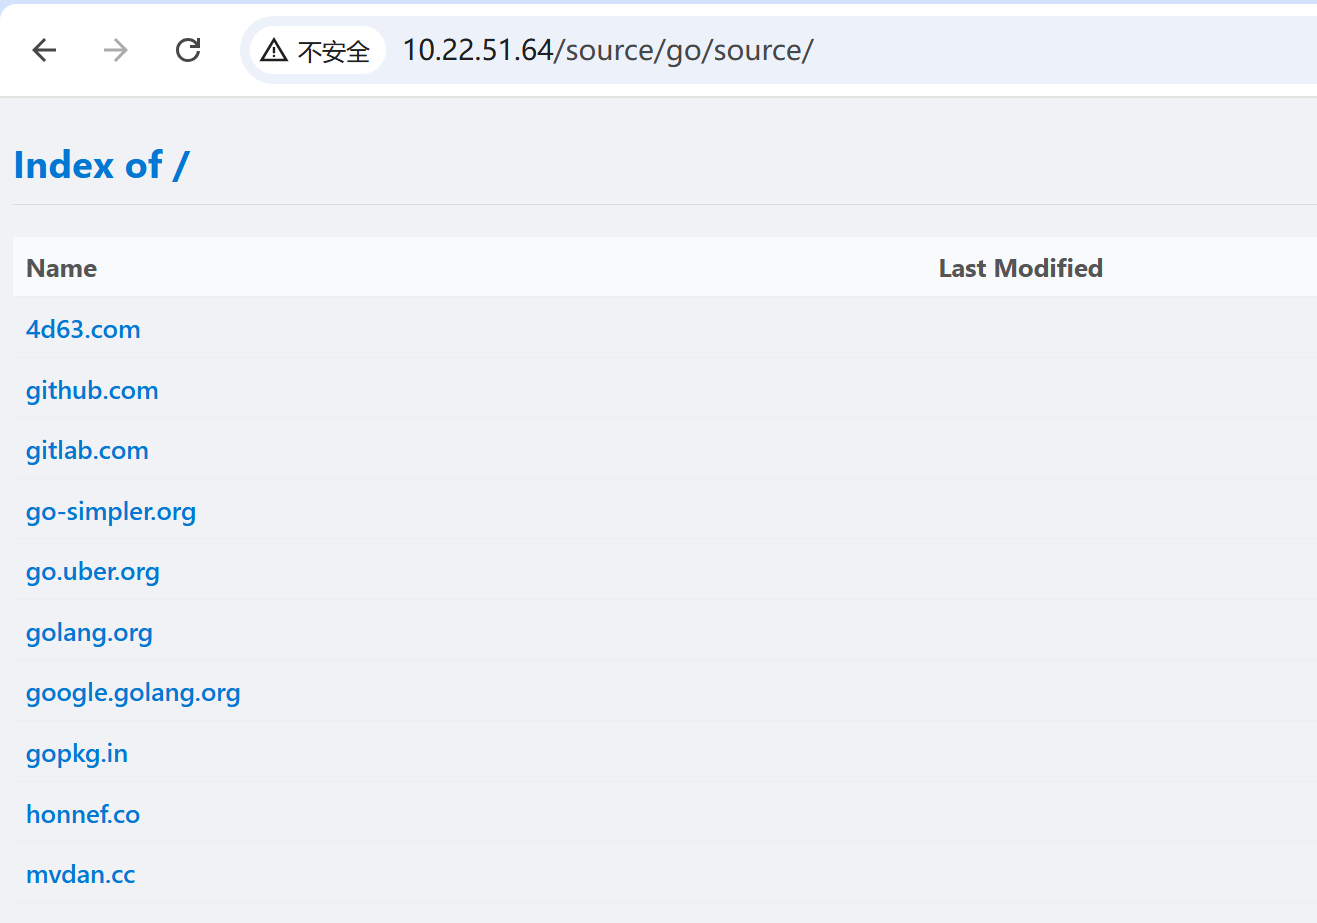 不安全 10.22.51.64/source/go/source/
Index of /
Name Last Modified
4d63.com
github.com
gitlab.com
go-simpler.org
go.uber.org
golang.org
google.golang.org
gopkg.in
honnef.co
mvdan.cc